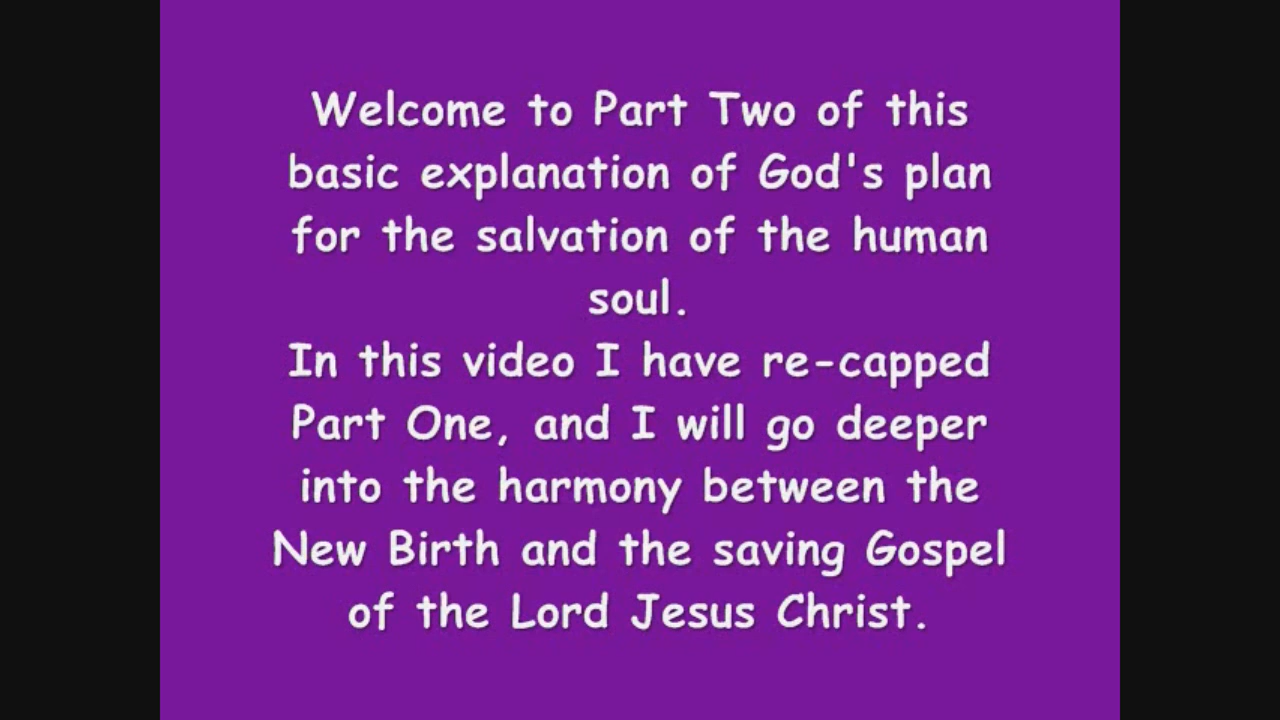 Welcome to Part Two of this
basic explanation of God's plan
for the salvation of the human
soul.
In this video I have re-capped
Part One, and I will go deeper
into the harmony between the
New Birth and the saving Gospel
of the Lord Jesus Christ.